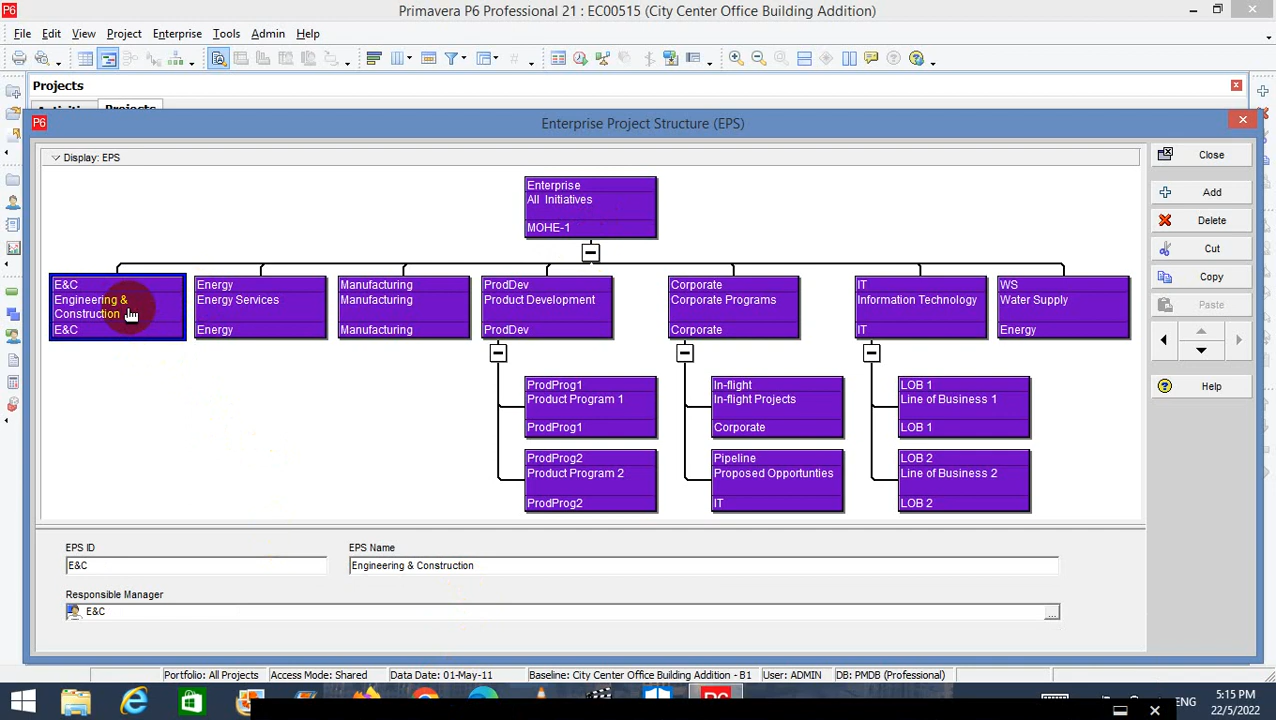 P6 Primavera P6 Professional 21 : EC00515 (City Center Office Building Addition)
File Edit View Project Enterprise Tools Admin Help
Projects
Projects
P6 Enterprise Project Structure (EPS)
Display: EPS
Close
Add
Delete
Cut
Copy
Paste
Help
Enterprise
All Initiatives
MOHE-1
E&C
Engineering &
Construction
E&C
Energy
Energy Services
Energy
Manufacturing
Manufacturing
Manufacturing
ProdDev
Product Development
ProdDev
Corporate
Corporate Programs
Corporate
IT
Information Technology
IT
WS
Water Supply
Energy
ProdProg1
Product Program 1
ProdProg1
In-flight
In-flight Projects
Corporate
LOB 1
Line of Business 1
LOB 1
ProdProg2
Product Program 2
ProdProg2
Pipeline
Proposed Opportunties
IT
LOB 2
Line of Business 2
LOB 2
EPS ID
E&C
EPS Name
Engineering & Construction
Responsible Manager
E&C
...
Portfolio: All Projects Access Mode: Shared Data Date: 01-May-11 Baseline: City Center Office Building Addition - B1 User: ADMIN DB: PMDB (Professional)
ENG
5:15 PM
22/5/2022